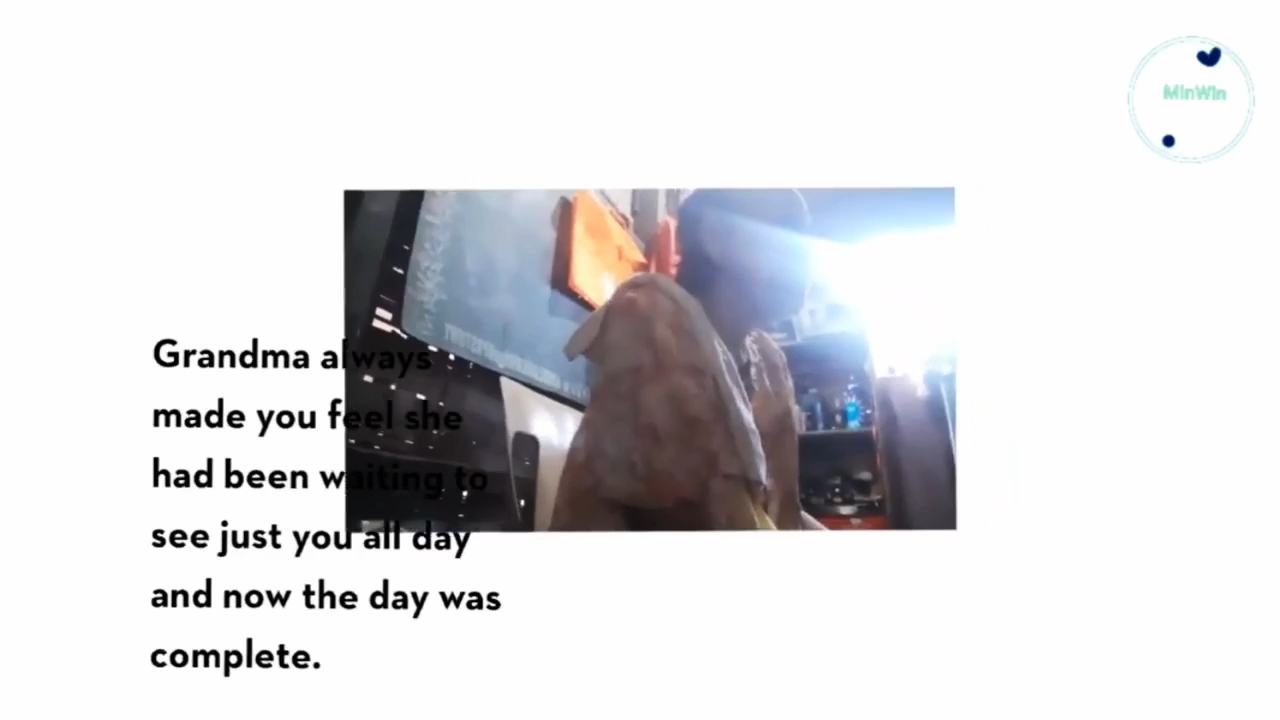 MinWin
Grandma always
made you feel she
had been waiting to
see just you all day
and now the day was
complete.